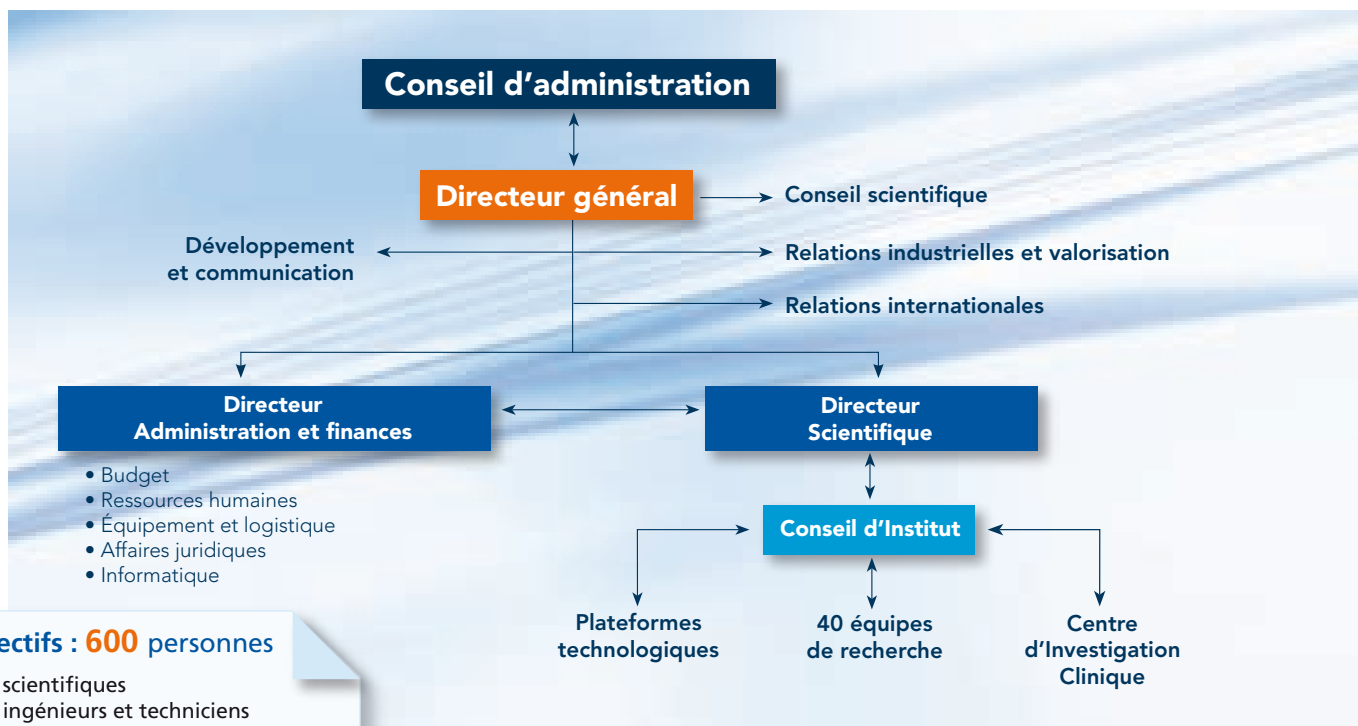 Conseil d’administration
Directeur général
Conseil scientifique
Développement
et communication
Relations industrielles et valorisation
Relations internationales
Directeur
Administration et finances
Directeur
Scientifique
• Budget
• Ressources humaines
• Équipement et logistique
• Affaires juridiques
• Informatique
Conseil d’Institut
Plateformes
technologiques
40 équipes
de recherche
Centre
d’Investigation
Clinique
ectifs : 600 personnes
scientifiques
ingénieurs et techniciens